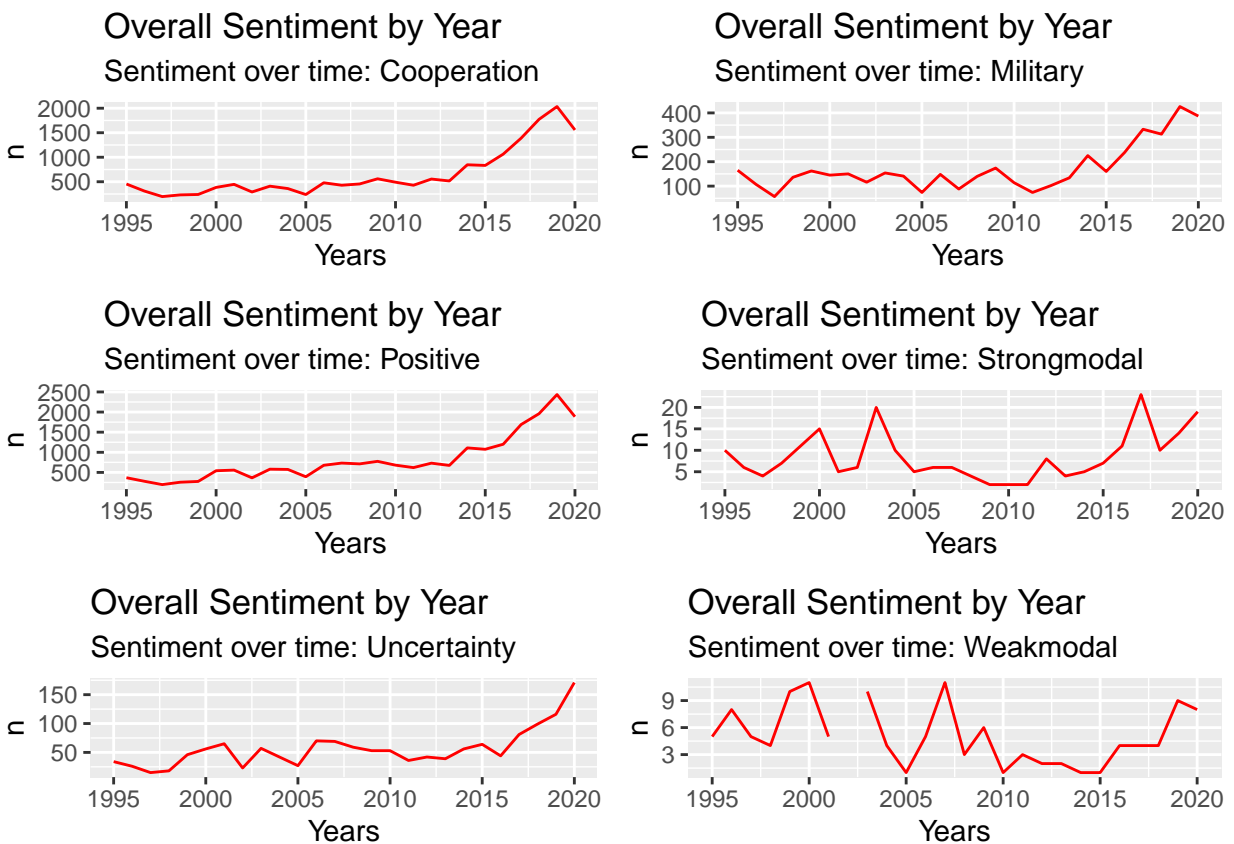 Overall Sentiment by Year
Sentiment over time: Cooperation
2000
1500
1000
500
n
1995 2000 2005 2010 2015 2020
Years
Overall Sentiment by Year
Sentiment over time: Military
400
300
200
100
n
1995 2000 2005 2010 2015 2020
Years
Overall Sentiment by Year
Sentiment over time: Positive
2500
2000
1500
1000
500
n
1995 2000 2005 2010 2015 2020
Years
Overall Sentiment by Year
Sentiment over time: Strongmodal
20
15
10
5
n
1995 2000 2005 2010 2015 2020
Years
Overall Sentiment by Year
Sentiment over time: Uncertainty
150
100
50
n
1995 2000 2005 2010 2015 2020
Years
Overall Sentiment by Year
Sentiment over time: Weakmodal
9
6
3
n
1995 2000 2005 2010 2015 2020
Years